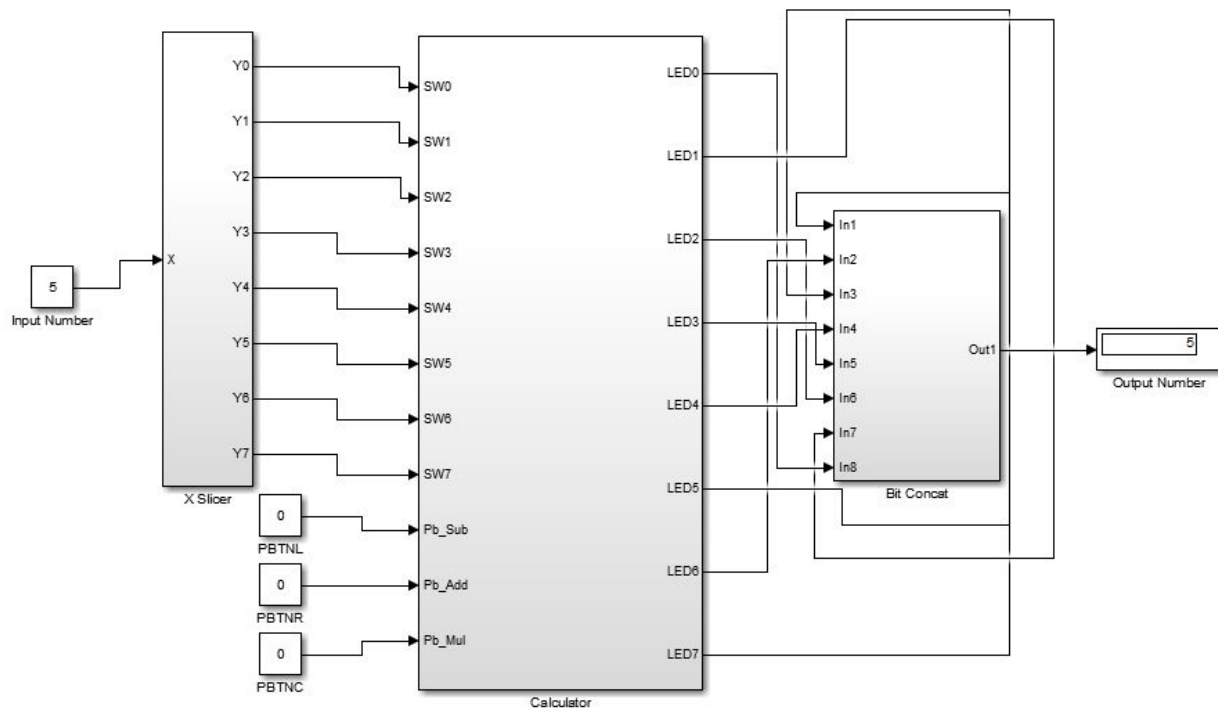 X
Y0
Y1
Y2
Y3
Y4
Y5
Y6
Y7
X Slicer
5
Input Number
0
PBTNL
0
PBTNR
0
PBTNC
SW0
SW1
SW2
SW3
SW4
SW5
SW6
SW7
Pb_Sub
Pb_Add
Pb_Mul
LED0
LED1
LED2
LED3
LED4
LED5
LED6
LED7
Calculator
In1
In2
In3
In4
In5
In6
In7
In8
Out1
Bit Concat
5
Output Number